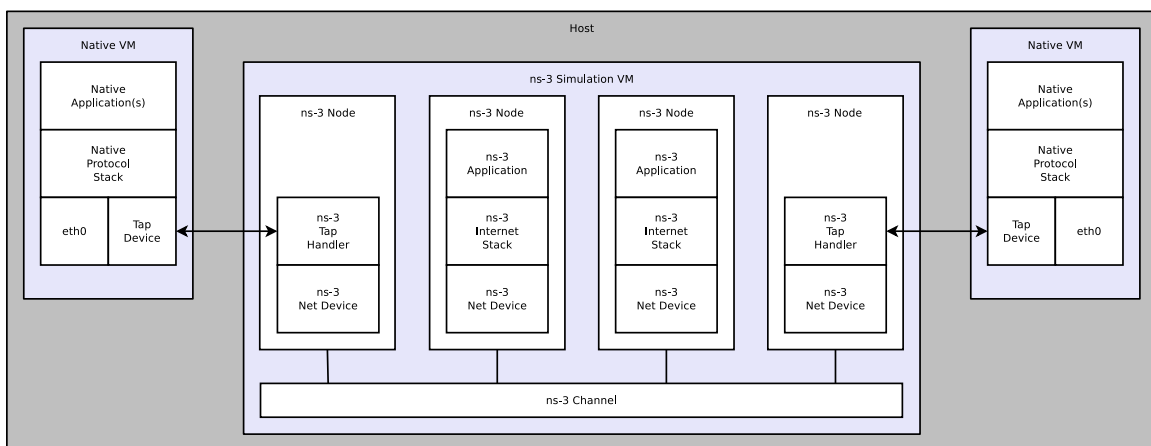 Host
Native VM
Native
Application(s)
Native
Protocol
Stack
eth0
Tap
Device
ns-3 Simulation VM
ns-3 Node
ns-3
Tap
Handler
ns-3
Net Device
ns-3 Node
ns-3
Application
ns-3
Internet
Stack
ns-3
Net Device
ns-3 Node
ns-3
Application
ns-3
Internet
Stack
ns-3
Net Device
ns-3 Node
ns-3
Tap
Handler
ns-3
Net Device
ns-3 Channel
Native VM
Native
Application(s)
Native
Protocol
Stack
Tap
Device
eth0